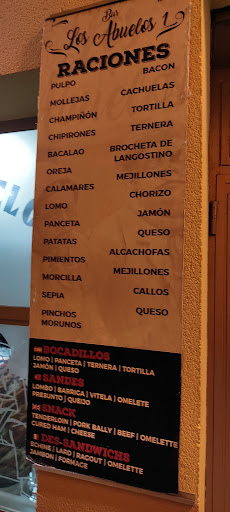 Bar
Los Abuelos 1
RACIONES
PULPO
MOLLEJAS
CHAMPIÑÓN
CHIPIRONES
BACALAO
OREJA
CALAMARES
LOMO
PANCETA
PATATAS
PIMIENTOS
MORCILLA
SEPIA
PINCHOS
MORUNOS
BACON
CACHUELAS
TORTILLA
TERNERA
BROCHETA DE
LANGOSTINO
MEJILLONES
CHORIZO
JAMÓN
QUESO
ALCACHOFAS
MEJILLONES
CALLOS
QUESO
BOCADILLOS
LOMO | PANCETA | TERNERA | TORTILLA
JAMÓN | QUESO
SANDES
LOMBO | BARRIGA | VITELA | OMELETE
PRESUNTO | QUEIJO
SNACK
TENDERLOIN | PORK BALLY | BEEF | OMELETTE
CURED HAM | CHEESE
DES-SANDWICHS
ECHINE | LARD | RAGOUT | OMELETTE
JAMBON | FORMACE